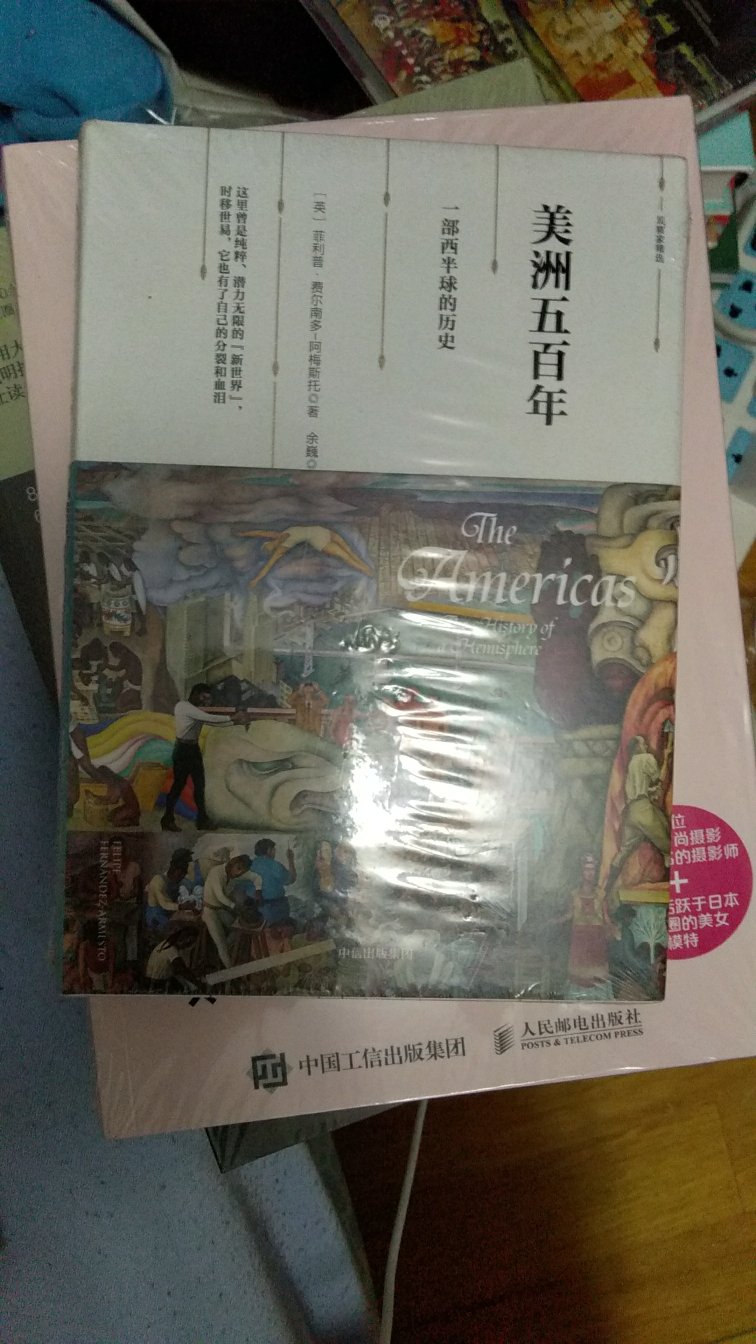 美洲五百年
一部西半球的历史
[英] 菲利普·费尔南多-阿梅斯托◎著 余巍◎
这里曾是纯粹、潜力无限的“新世界”，
时移世易，它也有了自己的分裂和血泪
The
Americas
History of
a Hemisphere
FELIPE
FERNÁNDEZ-ARMESTO
中信出版集团
位
尚摄影
的摄影师
+
活跃于日本
圈的美女
模特
中国工信出版集团
人民邮电出版社
POSTS & TELECOM PRESS